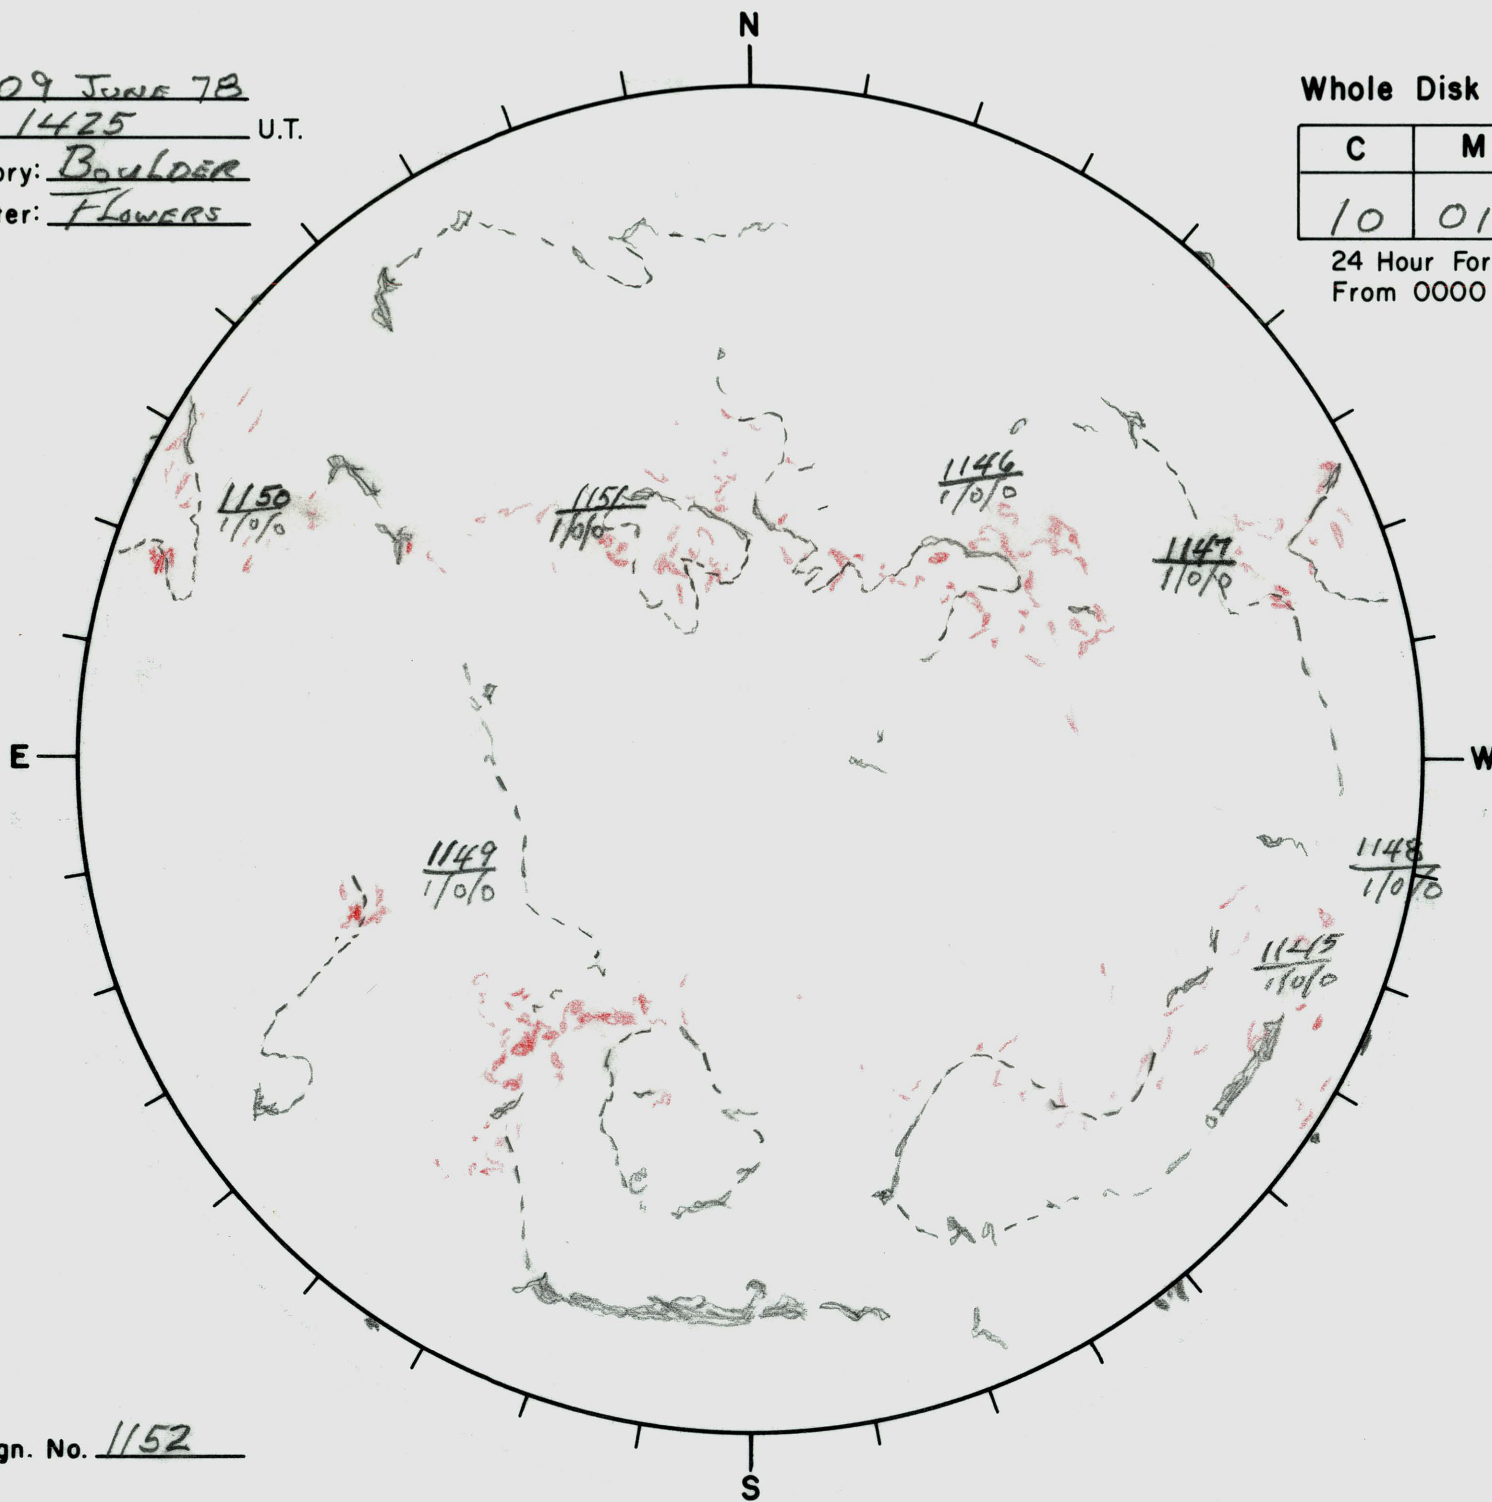 N
09 JUNE 78
1425 U.T.
ory: BOULDER
er: FLOWERS
Whole Disk
C M
10 01
24 Hour For
From 0000
1146
1/0/0
1150
1/0/0
1151
1/0/0
1147
1/0/0
E
W
1149
1/0/0
1148
1/0/0
1145
1/0/0
gn. No. 1152
S